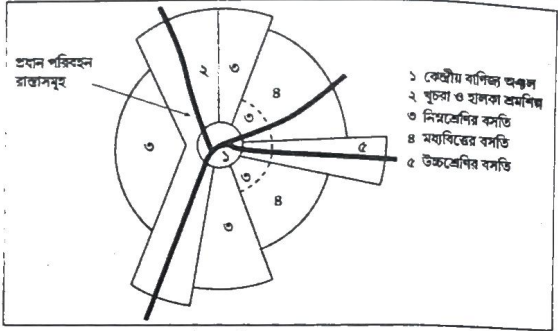 প্রধান পরিবহন
রাস্তাসমূহ
২
৩
৪
৩
৩
১
৫
৩
৪
৩
১ কেন্দ্রীয় বাণিজ্য অঞ্চল
২ খুচরা ও হালকা শ্রমশিল্প
৩ নিম্নশ্রেণির বসতি
৪ মধ্যবিত্তের বসতি
৫ উচ্চশ্রেণির বসতি